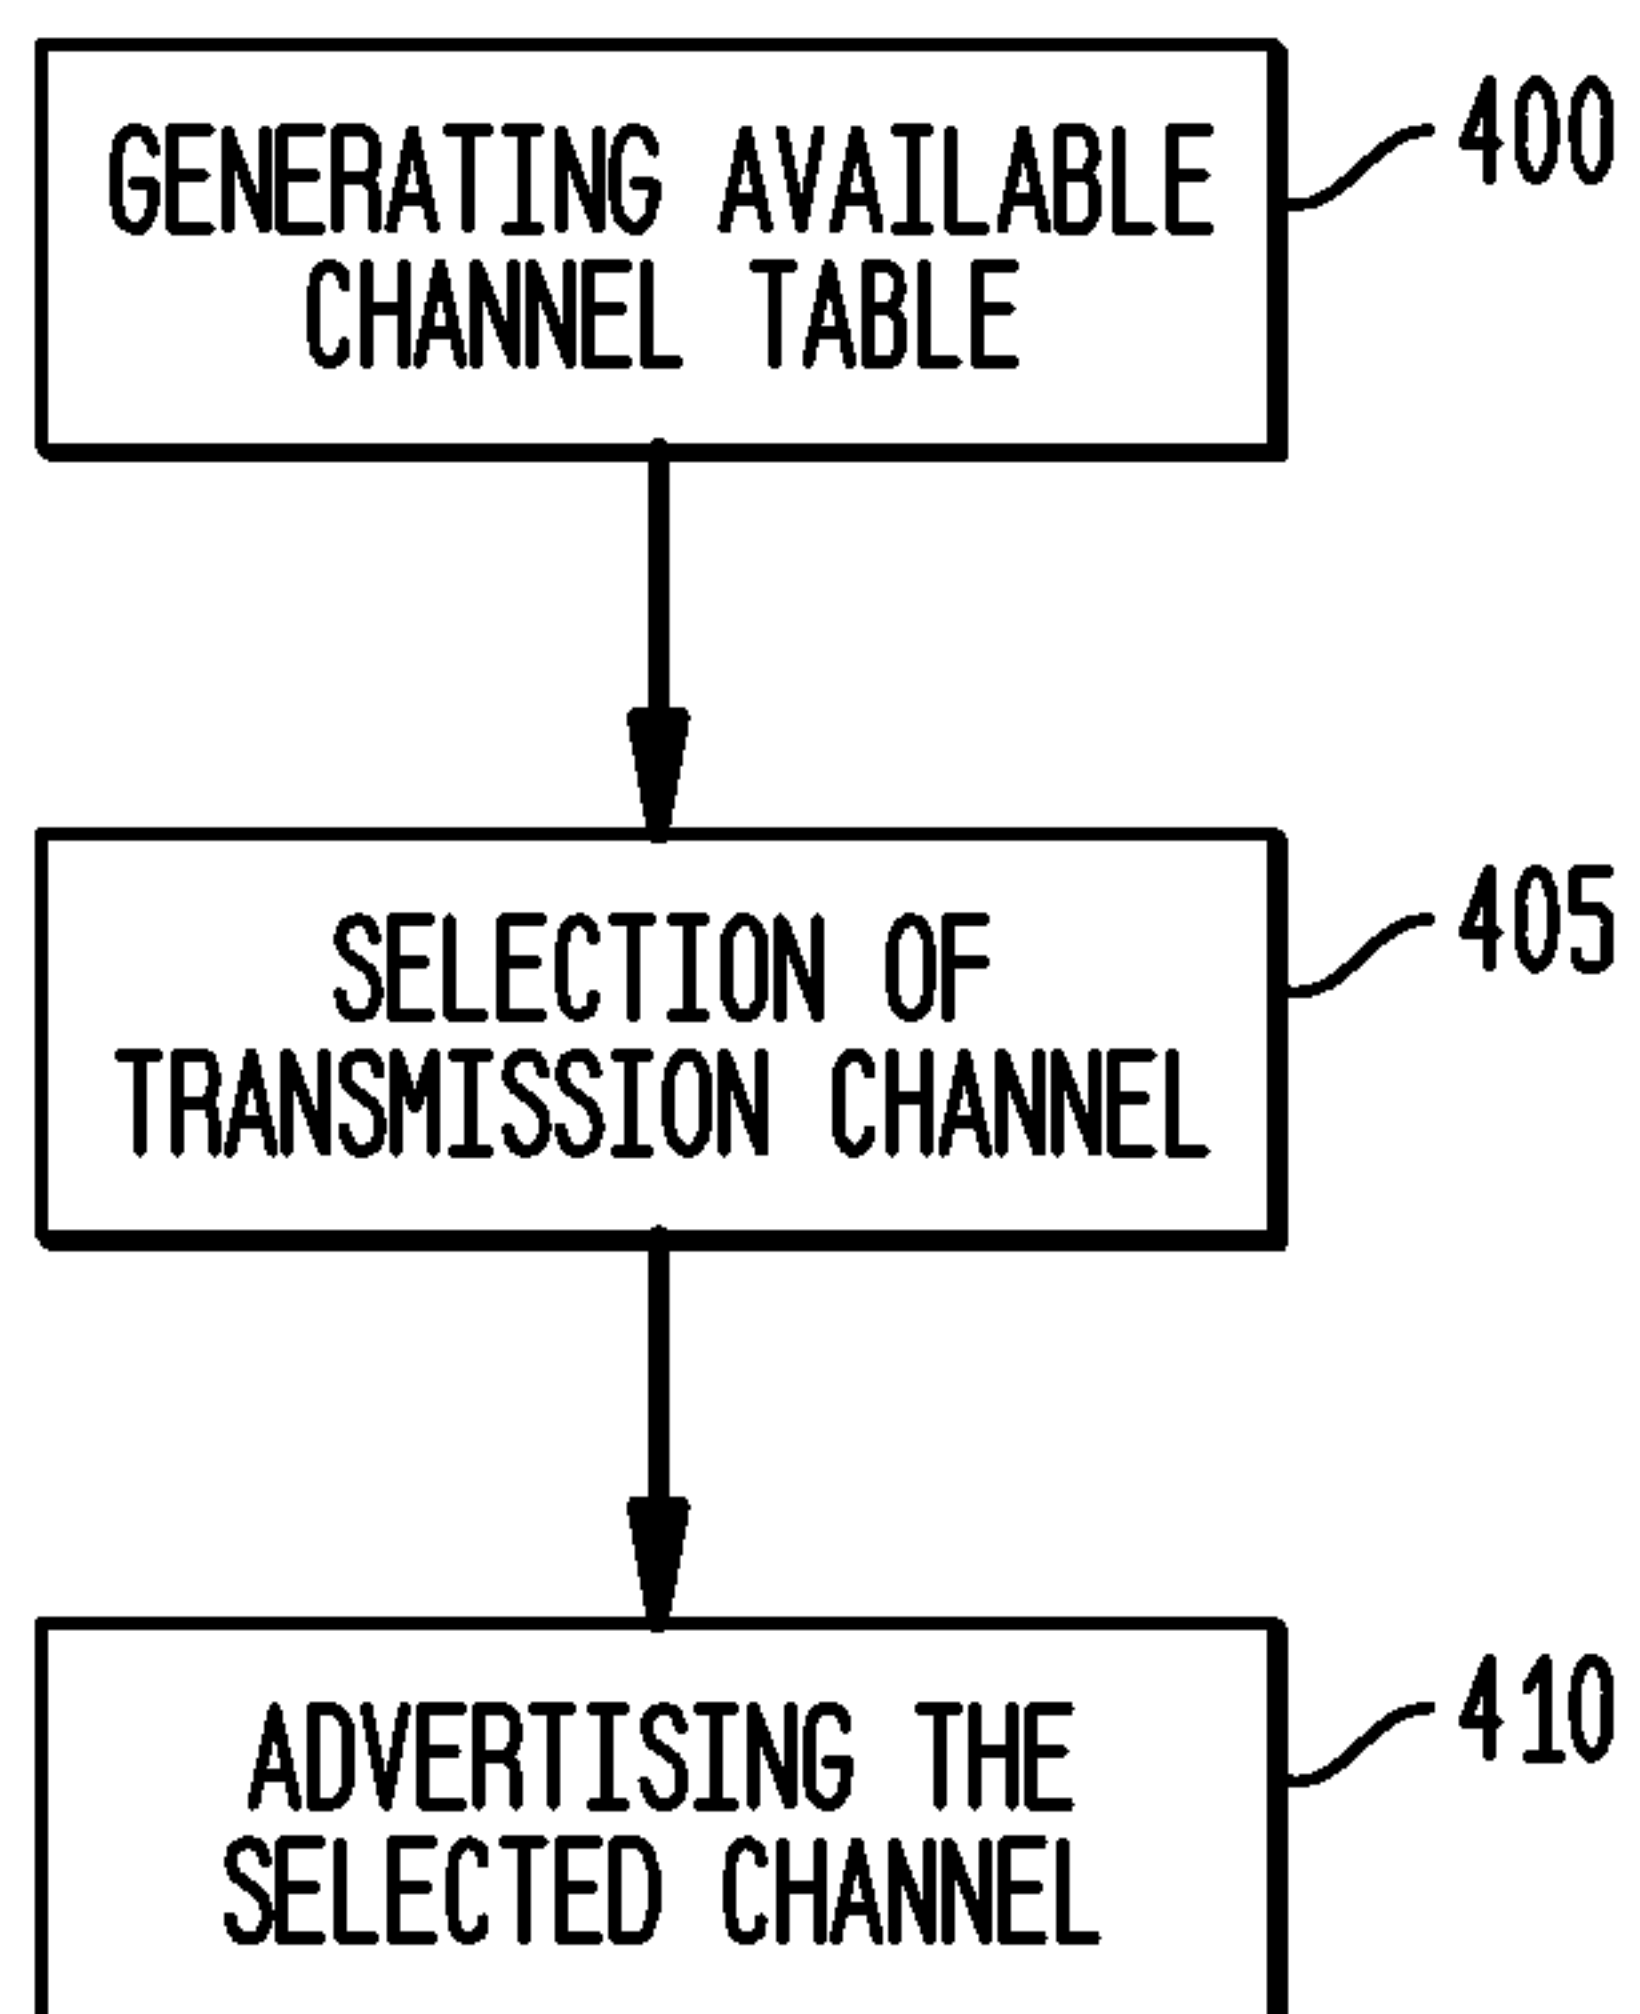 GENERATING AVAILABLE
CHANNEL TABLE
400
SELECTION OF
TRANSMISSION CHANNEL
405
ADVERTISING THE
SELECTED CHANNEL
410